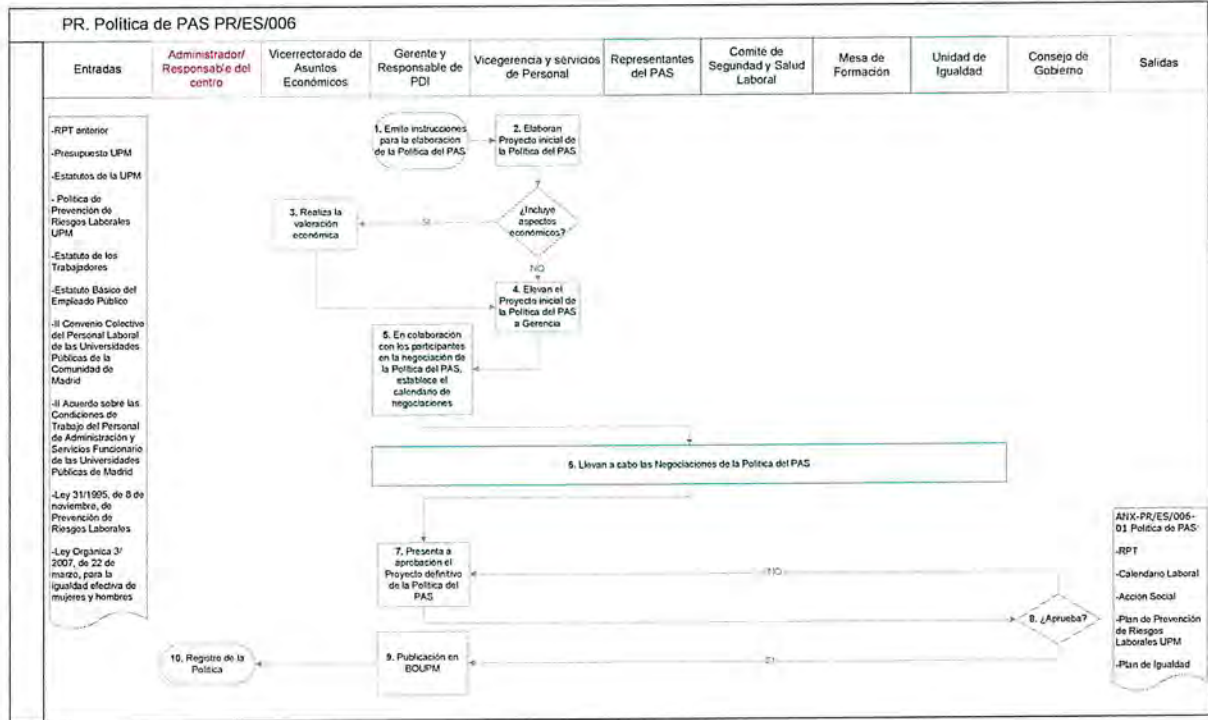 PR. Política de PAS PR/ES/006
Entradas
Administrador/
Responsable del
centro
Vicerrectorado de
Asuntos
Económicos
Gerente y
Responsable de
PDI
Vicegerencia y servicios
de Personal
Representantes
del PAS
Comité de
Seguridad y Salud
Laboral
Mesa de
Formación
Unidad de
Igualdad
Consejo de
Gobierno
Salidas
-RPT anterior
-Presupuesto UPM
-Estatutos de la UPM
- Política de
Prevención de
Riesgos Laborales
UPM
-Estatuto de los
Trabajadores
-Estatuto Básico del
Empleado Público
-II Convenio Colectivo
del Personal Laboral
de las Universidades
Públicas de la
Comunidad de
Madrid
-II Acuerdo sobre las
Condiciones de
Trabajo del Personal
de Administración y
Servicios Funcionario
de las Universidades
Públicas de Madrid
-Ley 31/1995, de 8 de
noviembre, de
Prevención de
Riesgos Laborales
-Ley Orgánica 3/
2007, de 22 de
marzo, para la
igualdad efectiva de
mujeres y hombres
1. Emite instrucciones
para la elaboración
de la Política del PAS
2. Elaboran
Proyecto inicial de
la Política del PAS
¿Incluye
aspectos
económicos?
SI
3. Realiza la
valoración
económica
NO
4. Elevan el
Proyecto inicial de
la Política del PAS
a Gerencia
5. En colaboración
con los participantes
en la negociación de
la Política del PAS,
establece el
calendario de
negociaciones
6. Llevan a cabo las Negociaciones de la Política del PAS
7. Presenta a
aprobación el
Proyecto definitivo
de la Política del
PAS
NO
8. ¿Aprueba?
SI
9. Publicación en
BOUPM
10. Registro de la
Política
ANX-PR/ES/006-
01 Política de PAS:
-RPT
-Calendario Laboral
-Acción Social
-Plan de Prevención
de Riesgos
Laborales UPM
-Plan de Igualdad